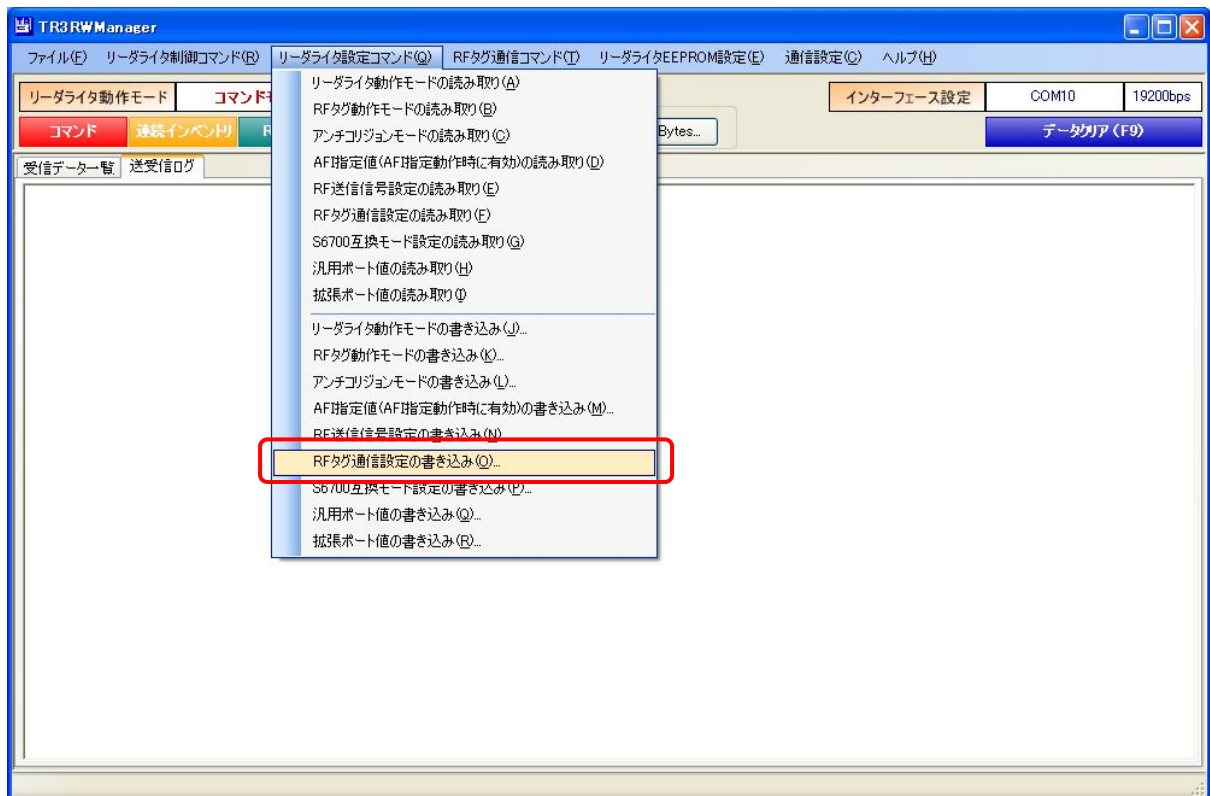 TR3RWManager
ファイル(F) リーダライタ制御コマンド(R) リーダライタ設定コマンド(Q) RFタグ通信コマンド(T) リーダライタEEPROM設定(E) 通信設定(C) ヘルプ(H)
リーダライタ動作モード コマンドモ インターフェース設定 COM10 19200bps
コマンド 連続インベントリ R Bytes... データクリア(F9)
受信データ一覧 送受信ログ
リーダライタ動作モードの読み取り(A)
RFタグ動作モードの読み取り(B)
アンチコリジョンモードの読み取り(C)
AFI指定値(AFI指定動作時に有効)の読み取り(D)
RF送信信号設定の読み取り(E)
RFタグ通信設定の読み取り(F)
S6700互換モード設定の読み取り(G)
汎用ポート値の読み取り(H)
拡張ポート値の読み取り(I)
リーダライタ動作モードの書き込み(J)...
RFタグ動作モードの書き込み(K)...
アンチコリジョンモードの書き込み(L)...
AFI指定値(AFI指定動作時に有効)の書き込み(M)...
RF送信信号設定の書き込み(N)
RFタグ通信設定の書き込み(O)...
S6700互換モード設定の書き込み(P)...
汎用ポート値の書き込み(Q)...
拡張ポート値の書き込み(R)...